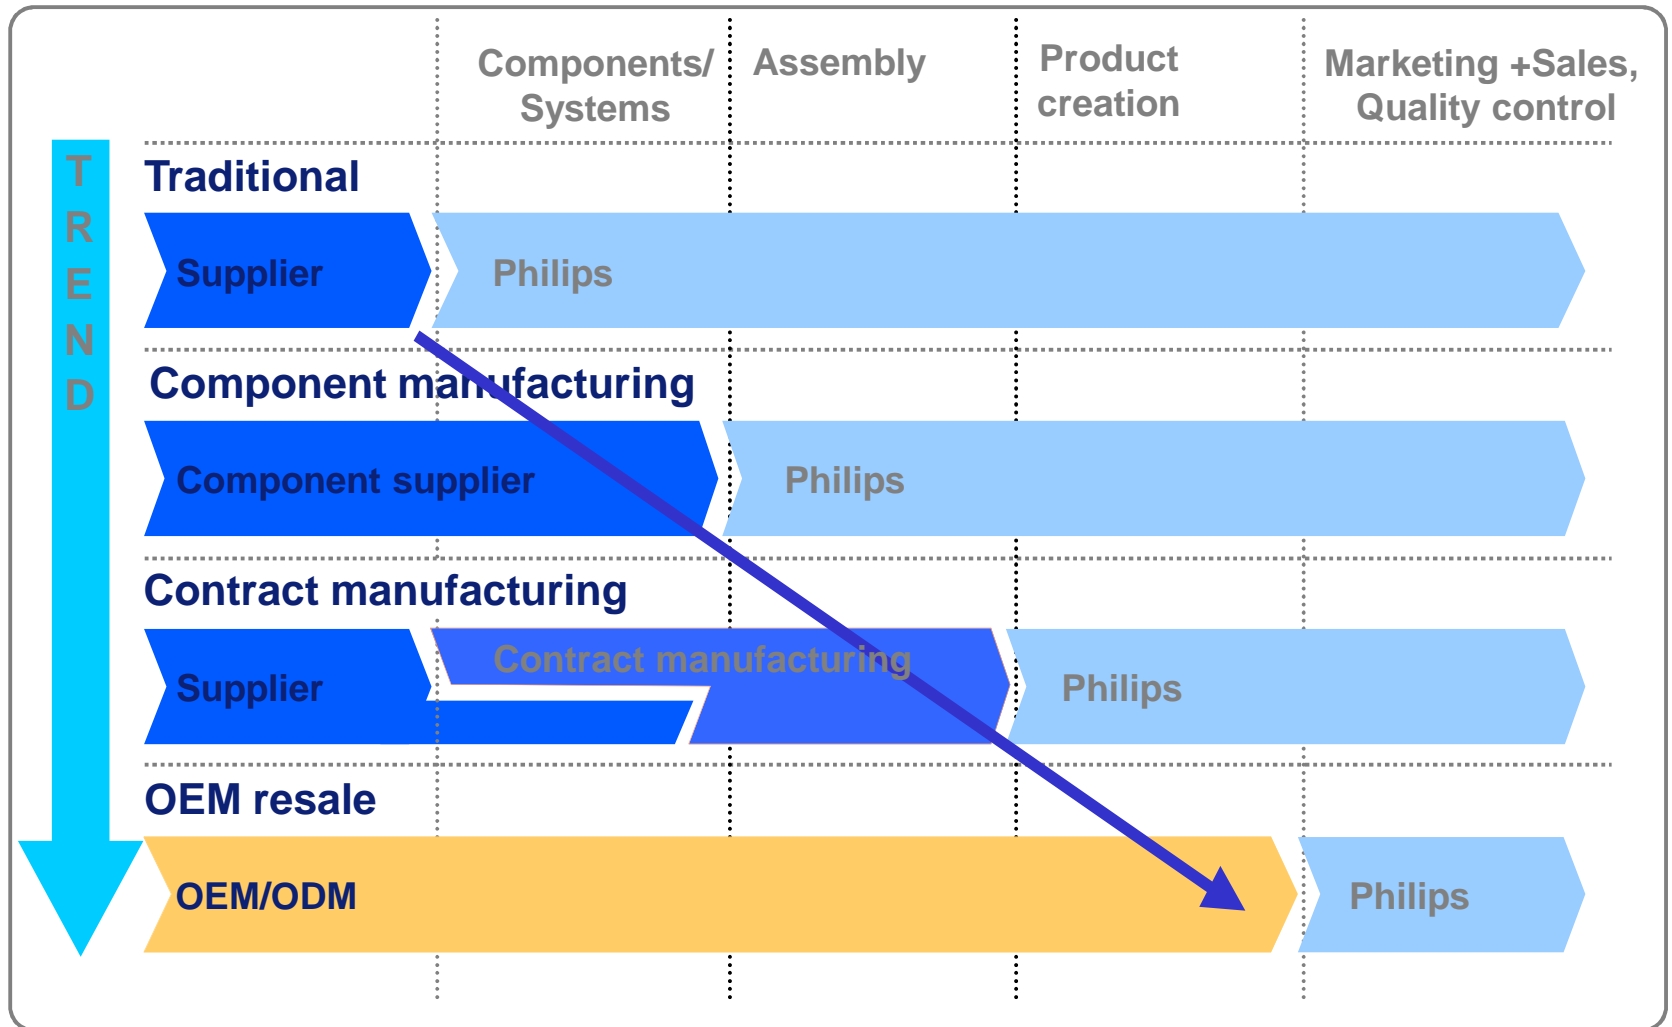 Components/
Systems
Assembly
Product
creation
Marketing +Sales,
Quality control
T
R
E
N
D
Traditional
Supplier
Philips
Component manufacturing
Component supplier
Philips
Contract manufacturing
Supplier
Contract manufacturing
Philips
OEM resale
OEM/ODM
Philips